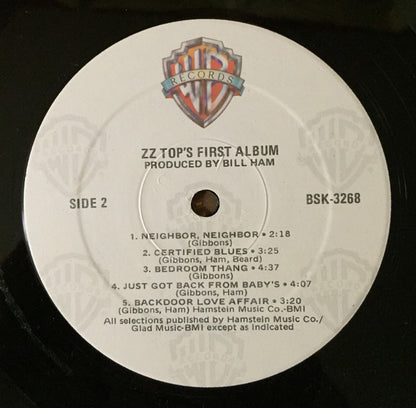 WB
RECORDS
ZZ TOP'S FIRST ALBUM
PRODUCED BY BILL HAM
SIDE 2
BSK-3268
1. NEIGHBOR, NEIGHBOR • 2:18
(Gibbons)
2. CERTIFIED BLUES • 3:25
(Gibbons, Ham, Beard)
3. BEDROOM THANG • 4:37
(Gibbons)
4. JUST GOT BACK FROM BABY'S • 4:07
(Gibbons, Ham)
5. BACKDOOR LOVE AFFAIR • 3:20
(Gibbons, Ham) Hamstein Music Co.-BMI
All selections published by Hamstein Music Co./
Glad Music-BMI except as indicated